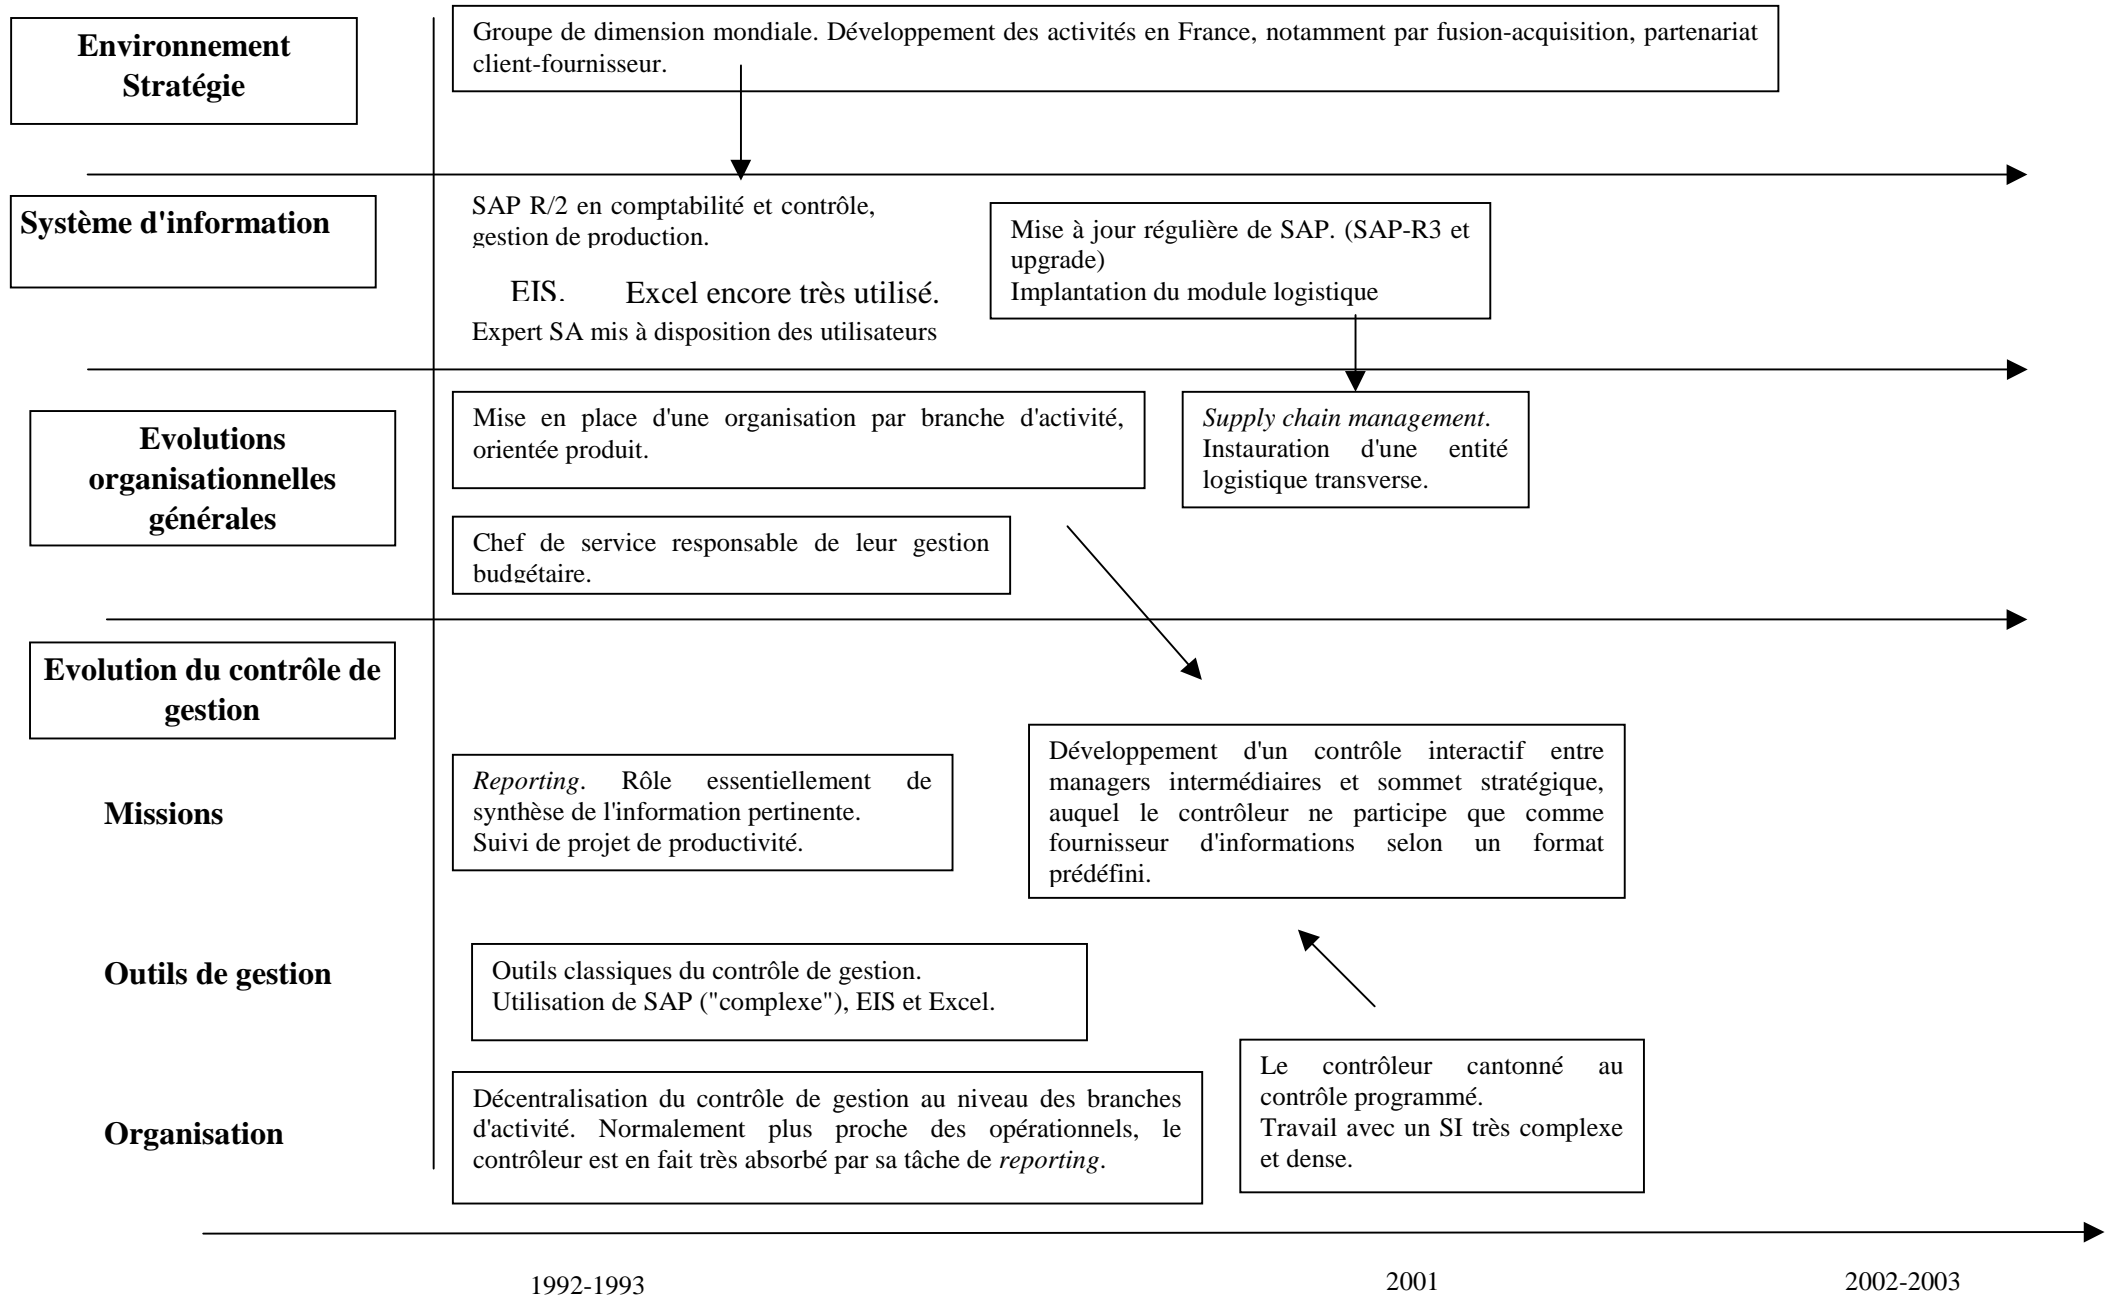 Environnement
Stratégie
Groupe de dimension mondiale. Développement des activités en France, notamment par fusion-acquisition, partenariat
client-fournisseur.
Système d'information
SAP R/2 en comptabilité et contrôle,
gestion de production.
EIS. Excel encore très utilisé.
Expert SA mis à disposition des utilisateurs
Mise à jour régulière de SAP. (SAP-R3 et
upgrade)
Implantation du module logistique
Evolutions
organisationnelles
générales
Mise en place d'une organisation par branche d'activité,
orientée produit.
Supply chain management.
Instauration d'une entité
logistique transverse.
Chef de service responsable de leur gestion
budgétaire.
Evolution du contrôle de
gestion
Missions
Reporting. Rôle essentiellement de
synthèse de l'information pertinente.
Suivi de projet de productivité.
Développement d'un contrôle interactif entre
managers intermédiaires et sommet stratégique,
auquel le contrôleur ne participe que comme
fournisseur d'informations selon un format
prédéfini.
Outils de gestion
Outils classiques du contrôle de gestion.
Utilisation de SAP ("complexe"), EIS et Excel.
Organisation
Décentralisation du contrôle de gestion au niveau des branches
d'activité. Normalement plus proche des opérationnels, le
contrôleur est en fait très absorbé par sa tâche de reporting.
Le contrôleur cantonné au
contrôle programmé.
Travail avec un SI très complexe
et dense.
1992-1993
2001
2002-2003